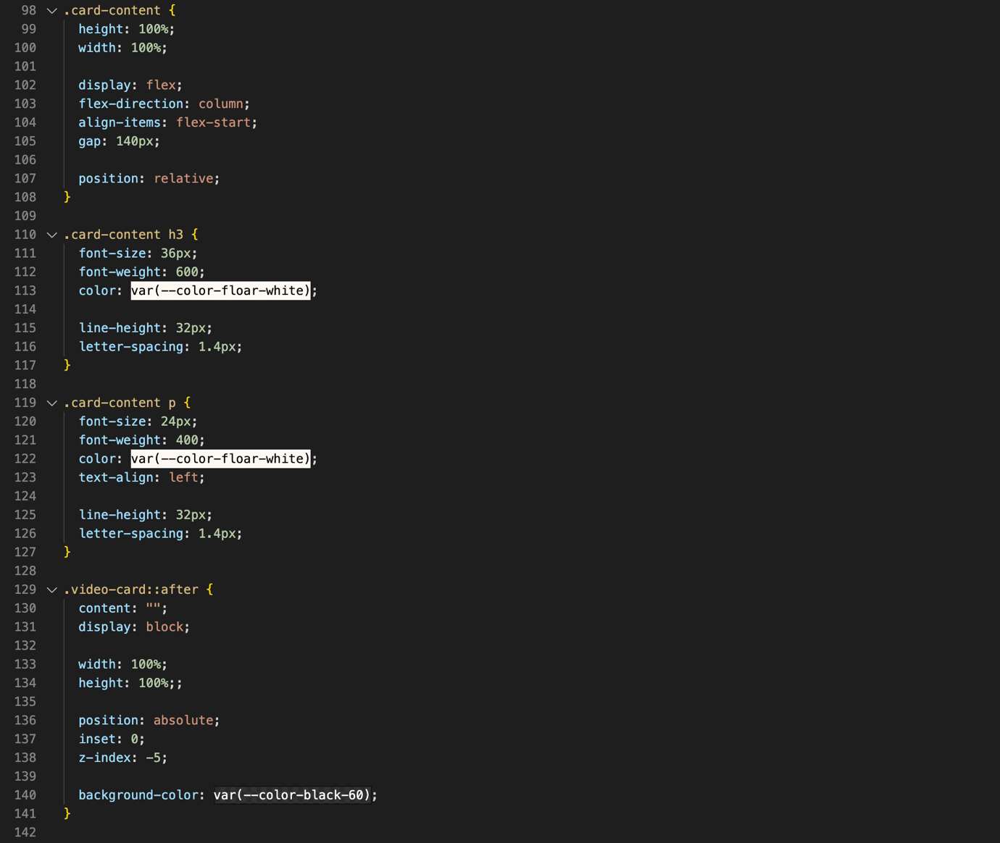 98 .card-content {
99 height: 100%;
100 width: 100%;
101
102 display: flex;
103 flex-direction: column;
104 align-items: flex-start;
105 gap: 140px;
106
107 position: relative;
108 }
109
110 .card-content h3 {
111 font-size: 36px;
112 font-weight: 600;
113 color: var(--color-floar-white);
114
115 line-height: 32px;
116 letter-spacing: 1.4px;
117 }
118
119 .card-content p {
120 font-size: 24px;
121 font-weight: 400;
122 color: var(--color-floar-white);
123 text-align: left;
124
125 line-height: 32px;
126 letter-spacing: 1.4px;
127 }
128
129 .video-card::after {
130 content: "";
131 display: block;
132
133 width: 100%;
134 height: 100%;;
135
136 position: absolute;
137 inset: 0;
138 z-index: -5;
139
140 background-color: var(--color-black-60);
141 }
142